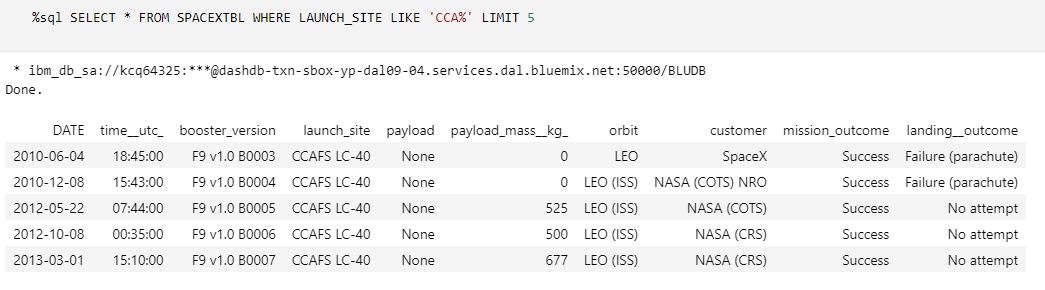 %sql SELECT * FROM SPACEXTBL WHERE LAUNCH_SITE LIKE 'CCA%' LIMIT 5
* ibm_db_sa://kcq64325:***@dashdb-txn-sbox-yp-dal09-04.services.dal.bluemix.net:50000/BLUDB
Done.
DATE time__utc_ booster_version launch_site payload payload_mass__kg_ orbit customer mission_outcome landing__outcome
2010-06-04 18:45:00 F9 v1.0 B0003 CCAFS LC-40 None 0 LEO SpaceX Success Failure (parachute)
2010-12-08 15:43:00 F9 v1.0 B0004 CCAFS LC-40 None 0 LEO (ISS) NASA (COTS) NRO Success Failure (parachute)
2012-05-22 07:44:00 F9 v1.0 B0005 CCAFS LC-40 None 525 LEO (ISS) NASA (COTS) Success No attempt
2012-10-08 00:35:00 F9 v1.0 B0006 CCAFS LC-40 None 500 LEO (ISS) NASA (CRS) Success No attempt
2013-03-01 15:10:00 F9 v1.0 B0007 CCAFS LC-40 None 677 LEO (ISS) NASA (CRS) Success No attempt